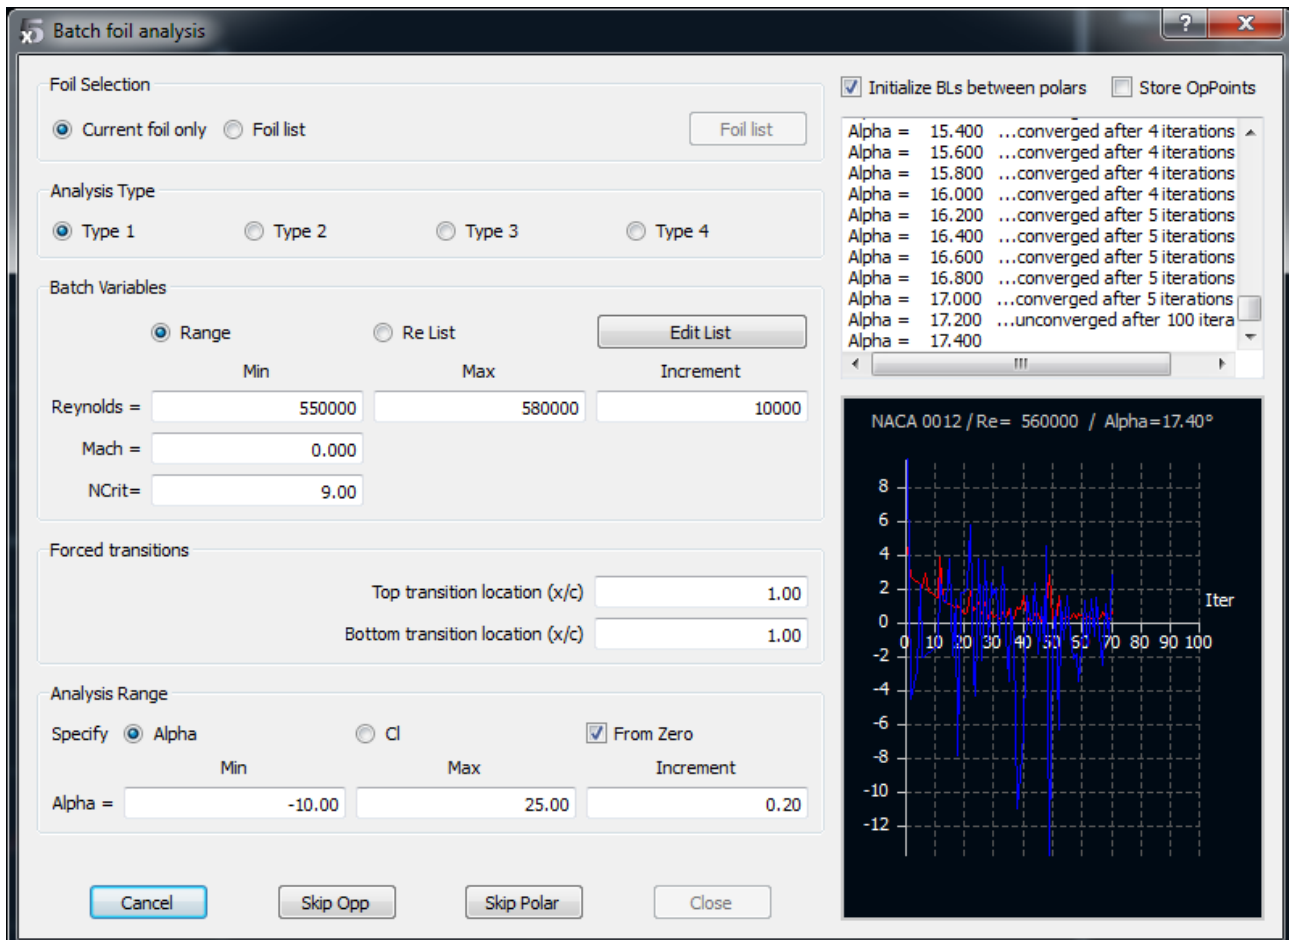 Batch foil analysis
Foil Selection
Current foil only Foil list Foil list
Analysis Type
Type 1 Type 2 Type 3 Type 4
Batch Variables
Range Re List Edit List
Min Max Increment
Reynolds = 550000 580000 10000
Mach = 0.000
NCrit= 9.00
Forced transitions
Top transition location (x/c) 1.00
Bottom transition location (x/c) 1.00
Analysis Range
Specify Alpha Cl From Zero
Min Max Increment
Alpha = -10.00 25.00 0.20
Cancel Skip Opp Skip Polar Close
Initialize BLs between polars Store OpPoints
Alpha = 15.400 ...converged after 4 iterations
Alpha = 15.600 ...converged after 4 iterations
Alpha = 15.800 ...converged after 4 iterations
Alpha = 16.000 ...converged after 4 iterations
Alpha = 16.200 ...converged after 5 iterations
Alpha = 16.400 ...converged after 5 iterations
Alpha = 16.600 ...converged after 5 iterations
Alpha = 16.800 ...converged after 5 iterations
Alpha = 17.000 ...converged after 5 iterations
Alpha = 17.200 ...unconverged after 100 itera
Alpha = 17.400
NACA 0012 / Re= 560000 / Alpha=17.40°
8
6
4
2
Iter
0
0 10 20 30 40 50 60 70 80 90 100
-2
-4
-6
-8
-10
-12